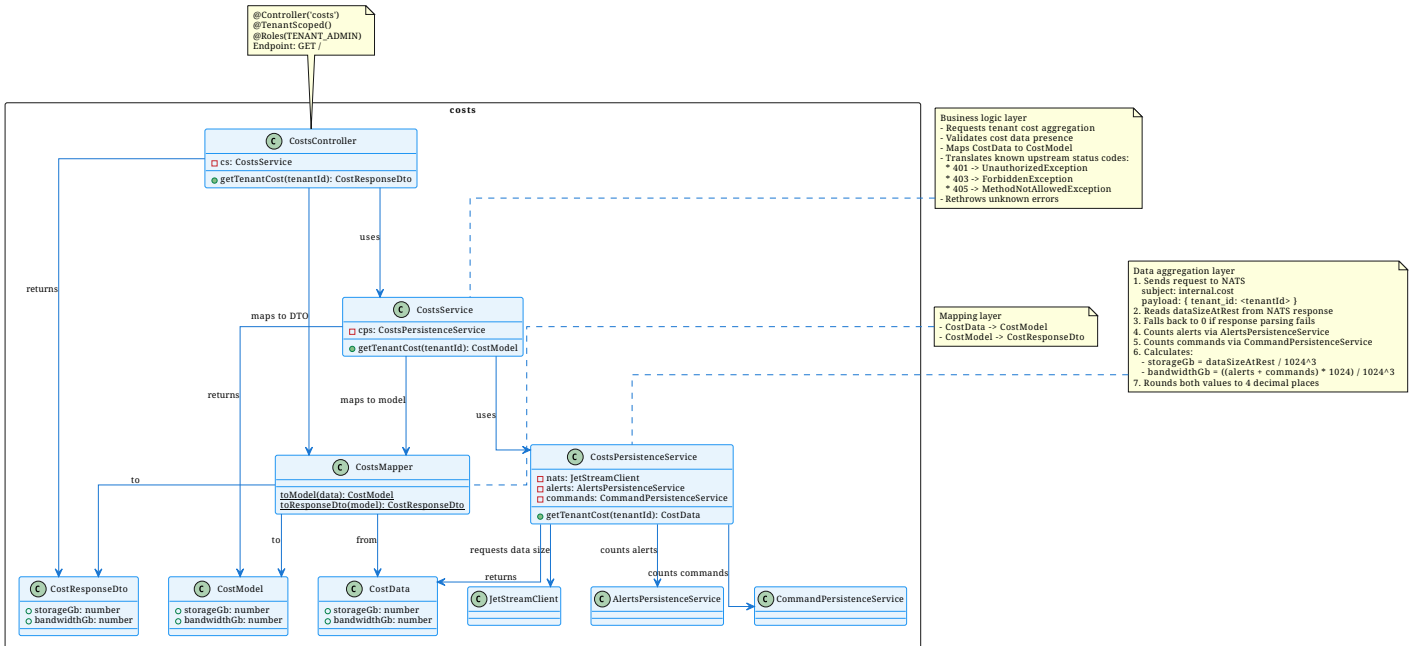 @Controller('costs')
@TenantScoped()
@Roles(TENANT_ADMIN)
Endpoint: GET /
costs
Business logic layer
- Requests tenant cost aggregation
- Validates cost data presence
- Maps CostData to CostModel
- Translates known upstream status codes:
* 401 -> UnauthorizedException
* 403 -> ForbiddenException
* 405 -> MethodNotAllowedException
- Rethrows unknown errors
C CostsController
cs: CostsService
getTenantCost(tenantId): CostResponseDto
uses
returns
maps to DTO
Data aggregation layer
1. Sends request to NATS
subject: internal.cost
payload: { tenant_id: <tenantId> }
2. Reads dataSizeAtRest from NATS response
3. Falls back to 0 if response parsing fails
4. Counts alerts via AlertsPersistenceService
5. Counts commands via CommandPersistenceService
6. Calculates:
- storageGb = dataSizeAtRest / 1024^3
- bandwidthGb = ((alerts + commands) * 1024) / 1024^3
7. Rounds both values to 4 decimal places
C CostsService
cps: CostsPersistenceService
getTenantCost(tenantId): CostModel
Mapping layer
- CostData -> CostModel
- CostModel -> CostResponseDto
returns
maps to model
uses
C CostsMapper
toModel(data): CostModel
toResponseDto(model): CostResponseDto
C CostsPersistenceService
nats: JetStreamClient
alerts: AlertsPersistenceService
commands: CommandPersistenceService
getTenantCost(tenantId): CostData
to
to
from
requests data size
counts alerts
returns
counts commands
C CostResponseDto
storageGb: number
bandwidthGb: number
C CostModel
storageGb: number
bandwidthGb: number
C CostData
storageGb: number
bandwidthGb: number
C JetStreamClient
C AlertsPersistenceService
C CommandPersistenceService